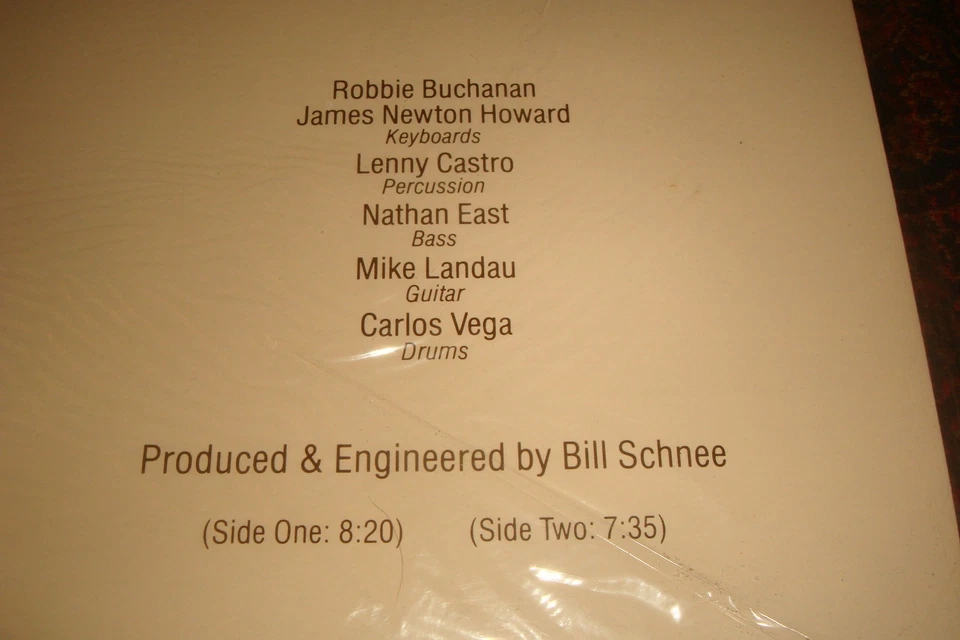 Robbie Buchanan
James Newton Howard
Keyboards
Lenny Castro
Percussion
Nathan East
Bass
Mike Landau
Guitar
Carlos Vega
Drums
Produced & Engineered by Bill Schnee
(Side One: 8:20) (Side Two: 7:35)